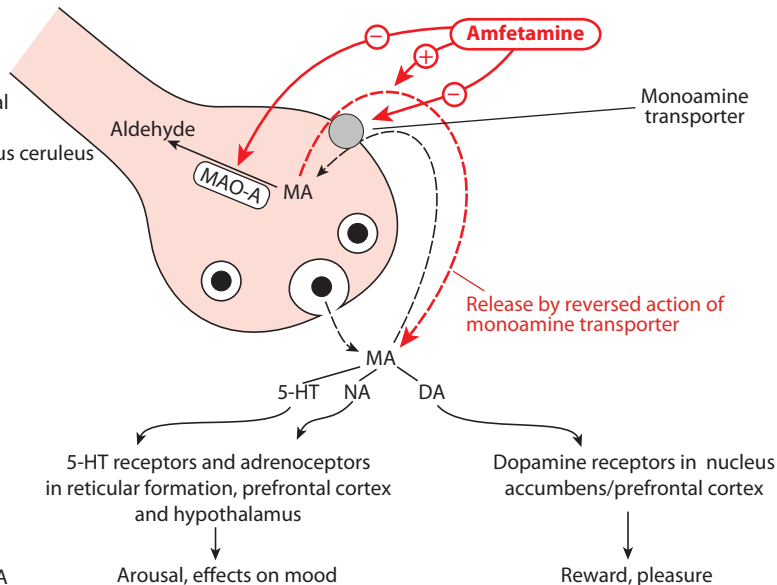 Amfetamine
−
+
−
Monoamine
transporter
al
Aldehyde
us ceruleus
MAO-A
MA
Release by reversed action of
monoamine transporter
MA
5-HT NA DA
5-HT receptors and adrenoceptors
in reticular formation, prefrontal cortex
and hypothalamus
Dopamine receptors in nucleus
accumbens/prefrontal cortex
A
Arousal, effects on mood
Reward, pleasure